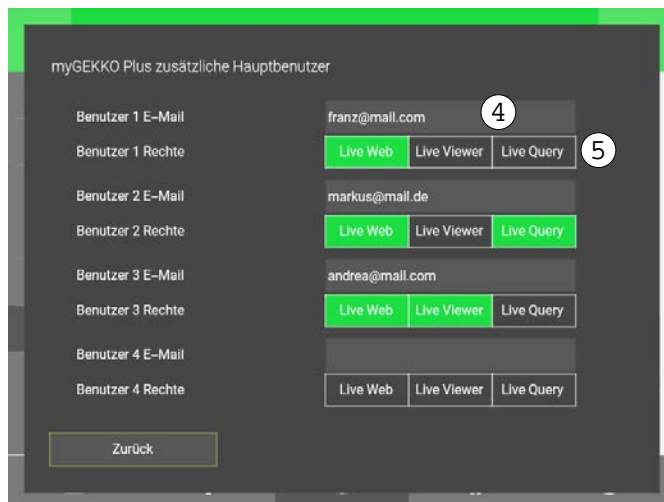 myGEKKO Plus zusätzliche Hauptbenutzer
Benutzer 1 E-Mail franz@mail.com 4
Benutzer 1 Rechte Live Web Live Viewer Live Query 5
Benutzer 2 E-Mail markus@mail.de
Benutzer 2 Rechte Live Web Live Viewer Live Query
Benutzer 3 E-Mail andrea@mail.com
Benutzer 3 Rechte Live Web Live Viewer Live Query
Benutzer 4 E-Mail
Benutzer 4 Rechte Live Web Live Viewer Live Query
Zurück